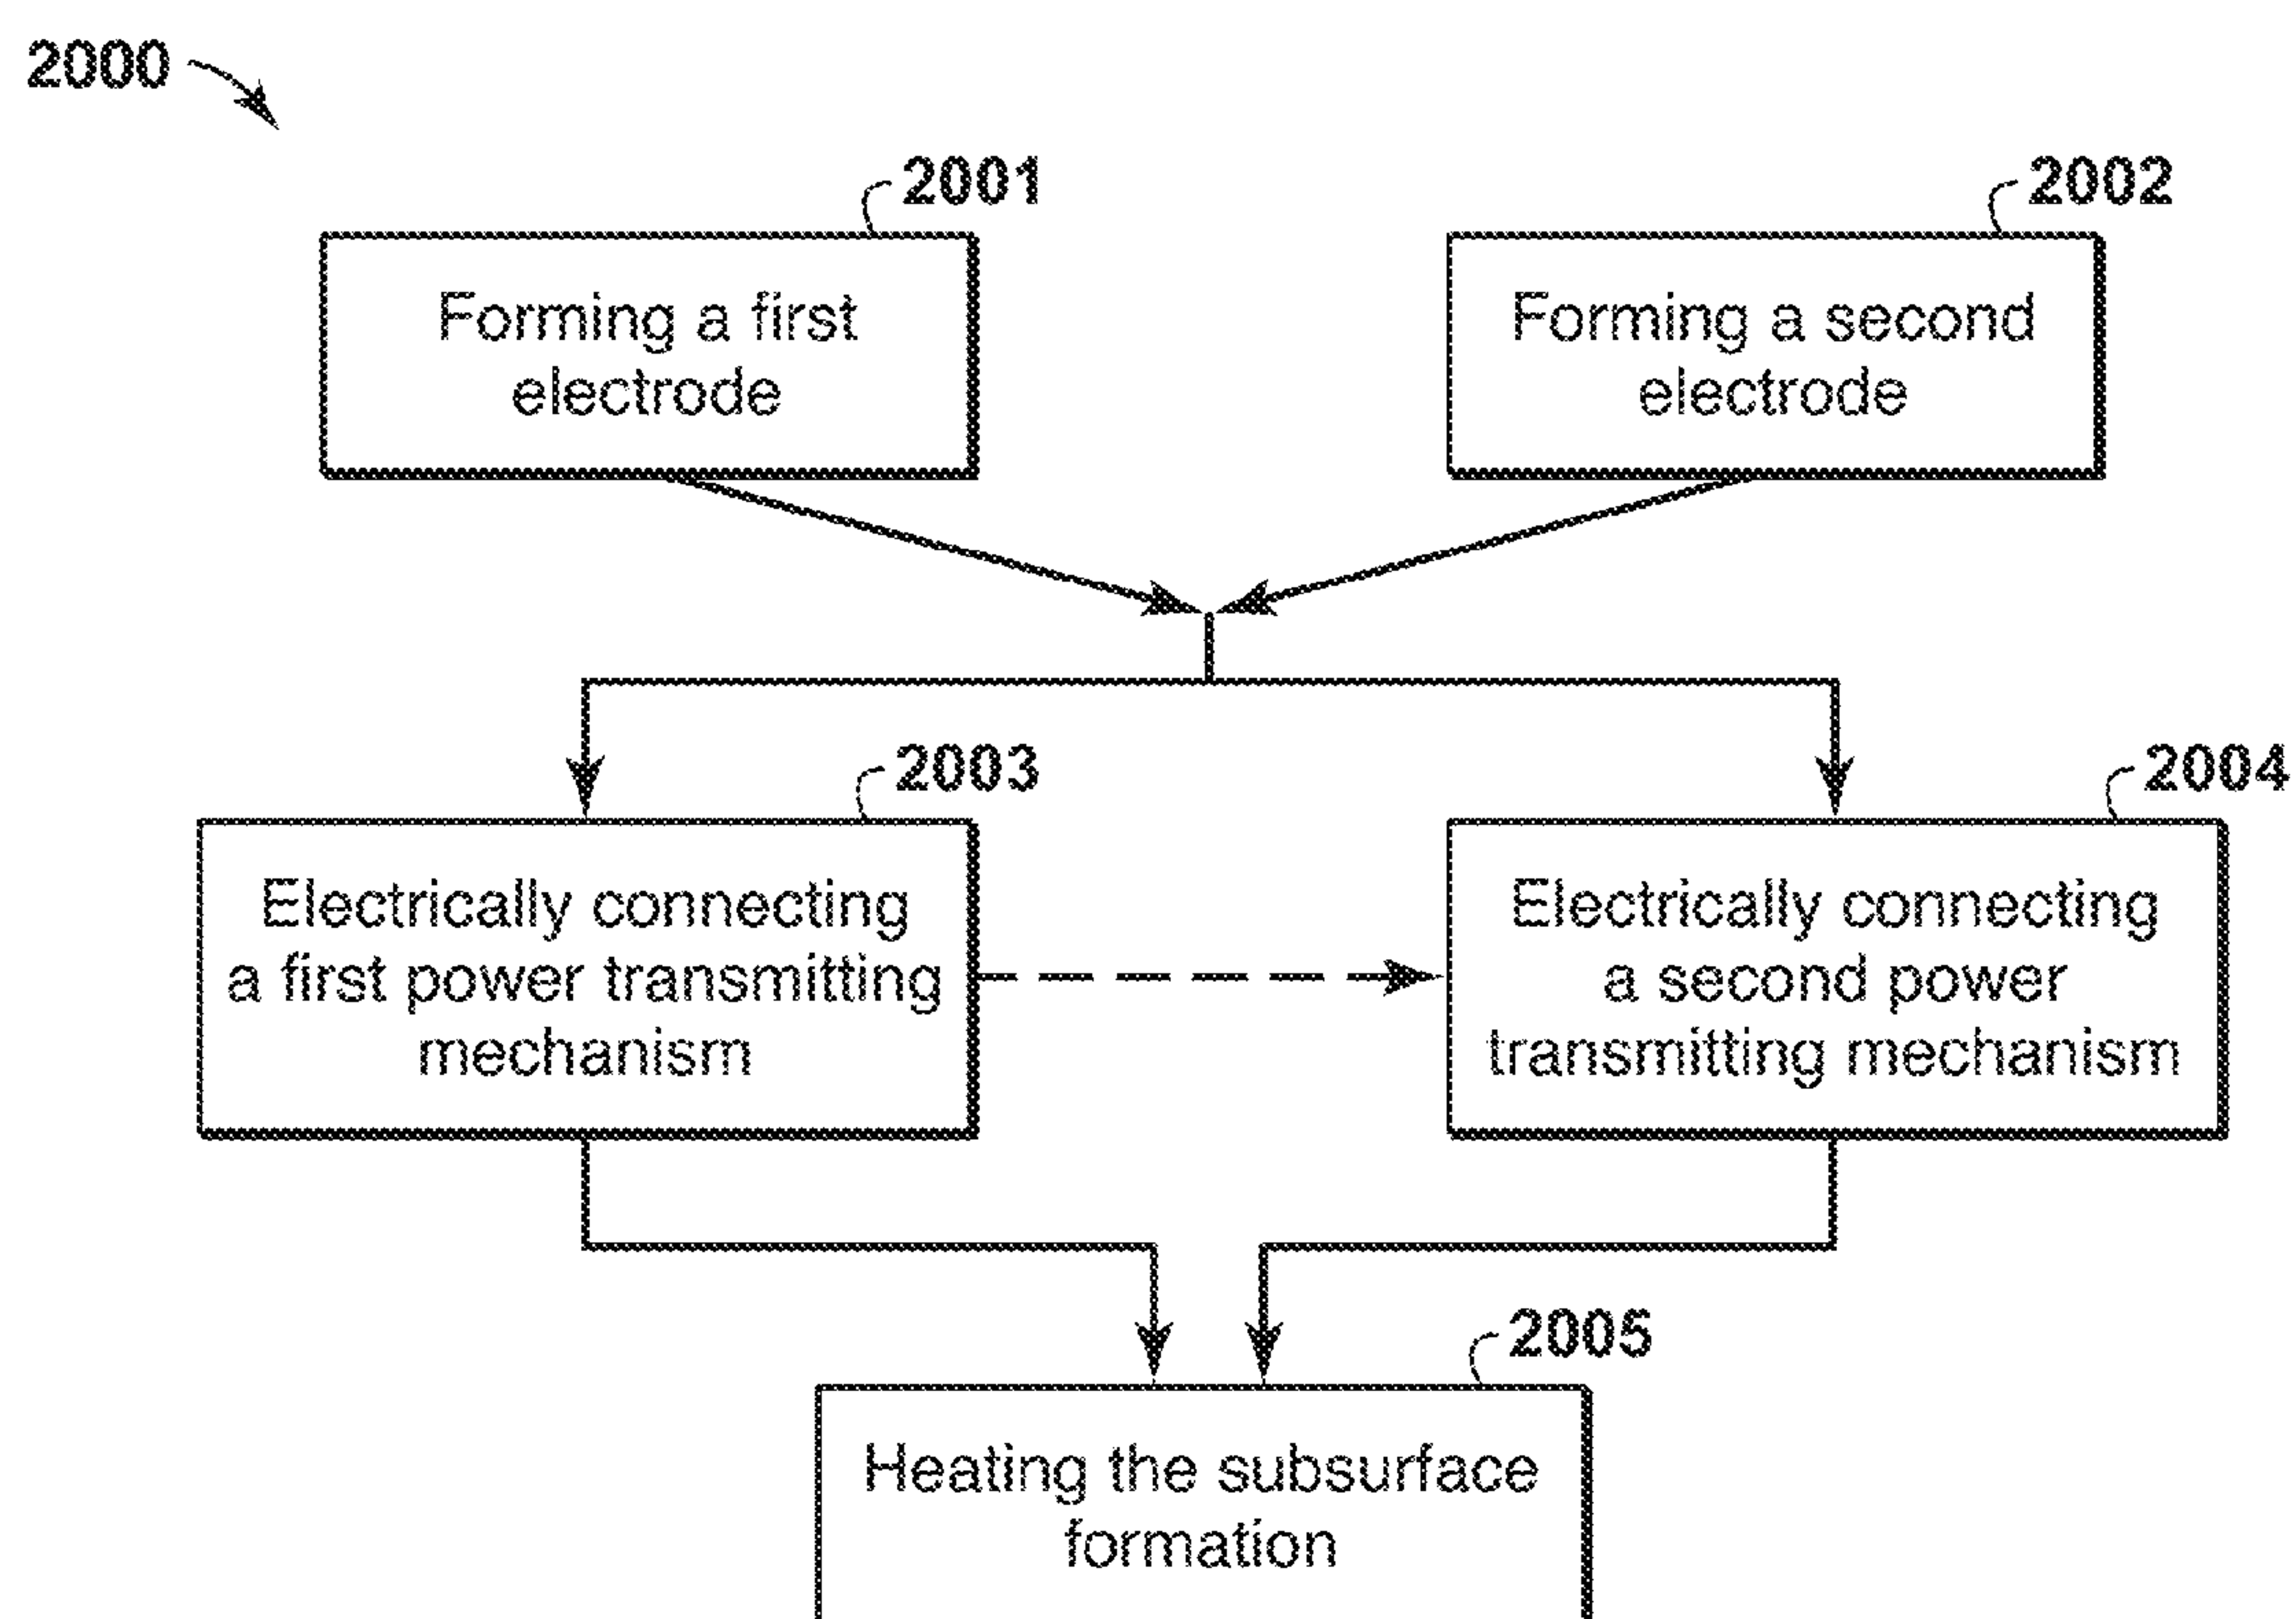 2000
2001
2002
Forming a first
electrode
Forming a second
electrode
2003
2004
Electrically connecting
a first power transmitting
mechanism
Electrically connecting
a second power
transmitting mechanism
2005
Heating the subsurface
formation